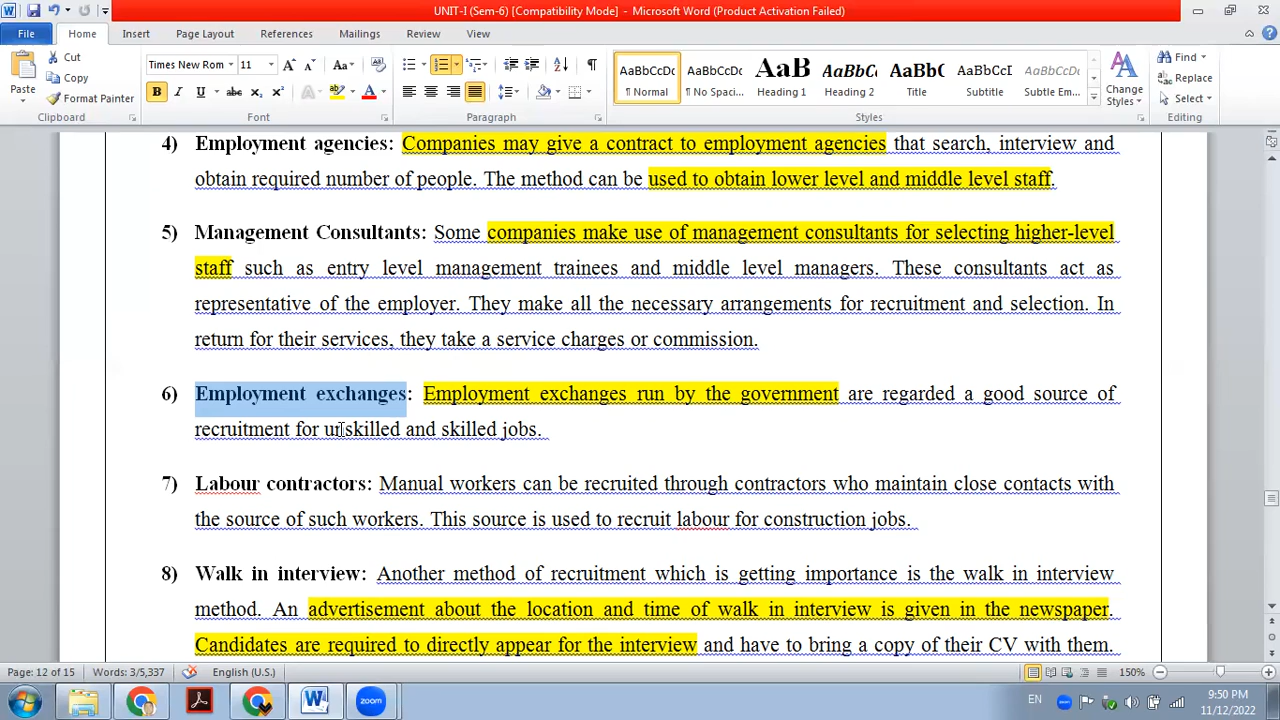 UNIT-I (Sem-6) [Compatibility Mode] - Microsoft Word (Product Activation Failed)
File Home Insert Page Layout References Mailings Review View
Paste
Cut
Copy
Format Painter
Clipboard
Times New Rom 11
B I U abc x₂ x²
Font
Paragraph
AaBbCcDc AaBbCcDc AaB AaBbCc AaB( AaBbCcI AaBbCcDc
¶ Normal ¶ No Spaci... Heading 1 Heading 2 Title Subtitle Subtle Em...
Change Styles
Styles
Find
Replace
Select
Editing
4) Employment agencies: Companies may give a contract to employment agencies that search, interview and
obtain required number of people. The method can be used to obtain lower level and middle level staff.
5) Management Consultants: Some companies make use of management consultants for selecting higher-level
staff such as entry level management trainees and middle level managers. These consultants act as
representative of the employer. They make all the necessary arrangements for recruitment and selection. In
return for their services, they take a service charges or commission.
6) Employment exchanges: Employment exchanges run by the government are regarded a good source of
recruitment for unskilled and skilled jobs.
7) Labour contractors: Manual workers can be recruited through contractors who maintain close contacts with
the source of such workers. This source is used to recruit labour for construction jobs.
8) Walk in interview: Another method of recruitment which is getting importance is the walk in interview
method. An advertisement about the location and time of walk in interview is given in the newspaper.
Candidates are required to directly appear for the interview and have to bring a copy of their CV with them.
Page: 12 of 15 Words: 3/5,337 English (U.S.) 150%
zoom
EN
9:50 PM
11/12/2022